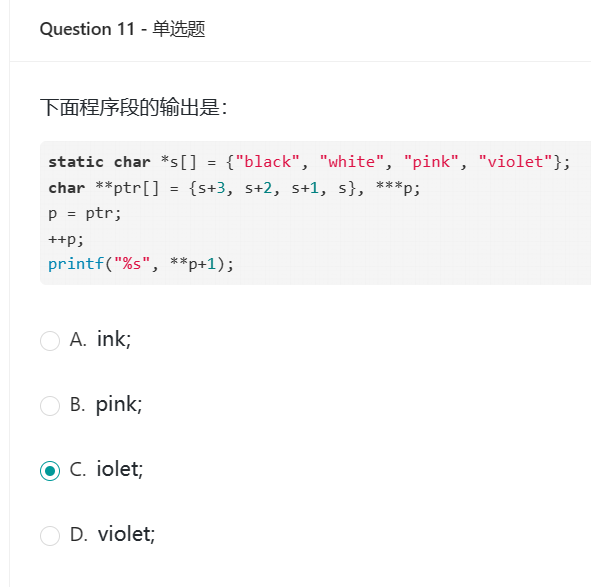 Question 11 - 单选题
下面程序段的输出是：
static char *s[] = {"black", "white", "pink", "violet"};
char **ptr[] = {s+3, s+2, s+1, s}, ***p;
p = ptr;
++p;
printf("%s", **p+1);
A. ink;
B. pink;
C. iolet;
D. violet;